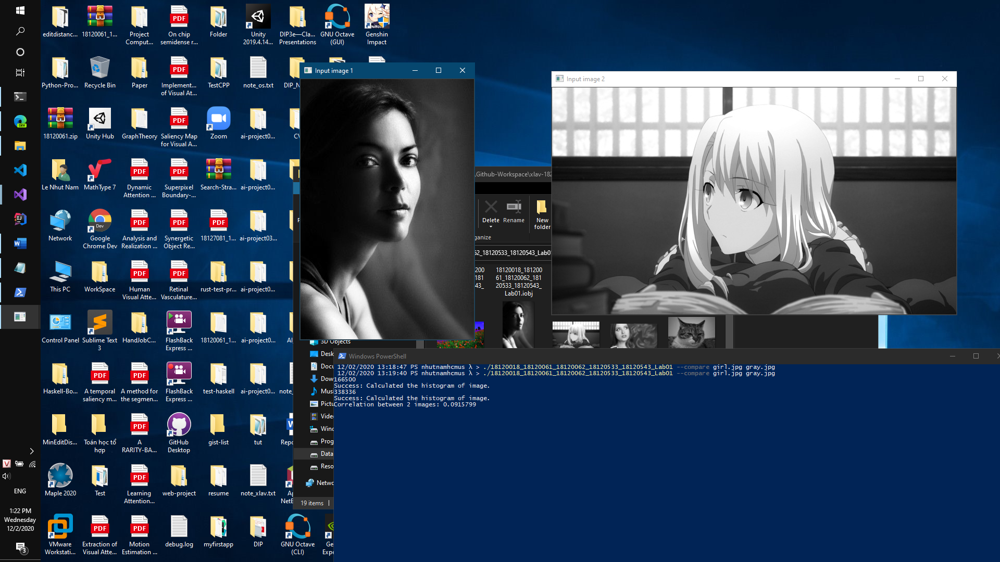 editdistanc...
18120061_1...
Project
Comput...
On chip
semidense r...
Folder
Unity
2019.4.14...
DIP3e—Cla...
Presentations
GNU Octave
(GUI)
Genshin
Impact
Python-Pro...
Recycle Bin
Paper
Implement...
of Visual At...
TestCPP
note_os.txt
DIP_N
18120061.zip
Unity Hub
GraphTheory
Saliency Map
for Visual A...
Zoom
ai-project0...
Le Nhut Nam
MathType 7
Dynamic
Attention ...
Superpixel
Boundary-...
Search-Stra...
ai-project0...
Network
Google
Chrome Dev
Analysis and
Realization ...
Synergetic
Object Re...
18127081_1...
ai-project03...
This PC
WorkSpace
Human
Visual Atte...
Retinal
Vasculature...
rust-test-pr...
ai-project0...
Control Panel
Sublime Text
3
HandJobC...
FlashBack
Express ...
18120061_1...
ai-project0...
Haskell-Bo...
A temporal
saliency m...
A method for
the segmen...
FlashBack
Express ...
test-haskell
ai-project0...
note_
MinEditDis...
Toán học tổ
hợp
A
RARITY-BA...
GitHub
Desktop
gist-list
tut
Repo
Maple 2020
Test
Learning
Attention...
web-project
resume
note_xlav.txt
Ap
NetB
VMware
Workstati...
Extraction of
Visual Atte...
Motion
Estimation ...
debug.log
myfirstapp
DIP
GNU Octave
(CLI)
Ge
Expe
ENG
1:22 PM
Wednesday
12/2/2020
3
Input image 1
Input image 2
\Github-Workspace\xlav-182
Delete
Rename
New
folder
ganize
62_18120533_18120543_Lab01
200
181
43_
18120018_181200
61_18120062_181
20533_18120543_
Lab01.iobj
3D Objects
Desk
Docu
Dow
Musi
Pictu
Vide
Wind
Prog
Data
Reso
Netwo
19 items
Windows PowerShell
12/02/2020 13:18:47 PS nhutnamhcmus λ > ./18120018_18120061_18120062_18120533_18120543_Lab01 --compare girl.jpg gray.jpg
12/02/2020 13:19:40 PS nhutnamhcmus λ > ./18120018_18120061_18120062_18120533_18120543_Lab01 --compare girl.jpg gray.jpg
166500
Success: Calculated the histogram of image.
338336
Success: Calculated the histogram of image.
Correlation between 2 images: 0.0915799